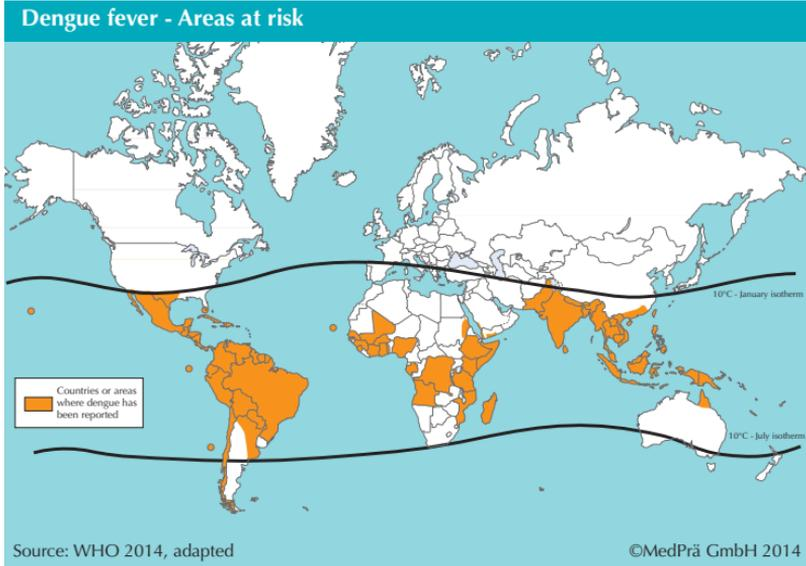 Dengue fever - Areas at risk
10°C - January isotherm
Countries or areas
where dengue has
been reported
10°C - July isotherm
Source: WHO 2014, adapted
©MedPrä GmbH 2014